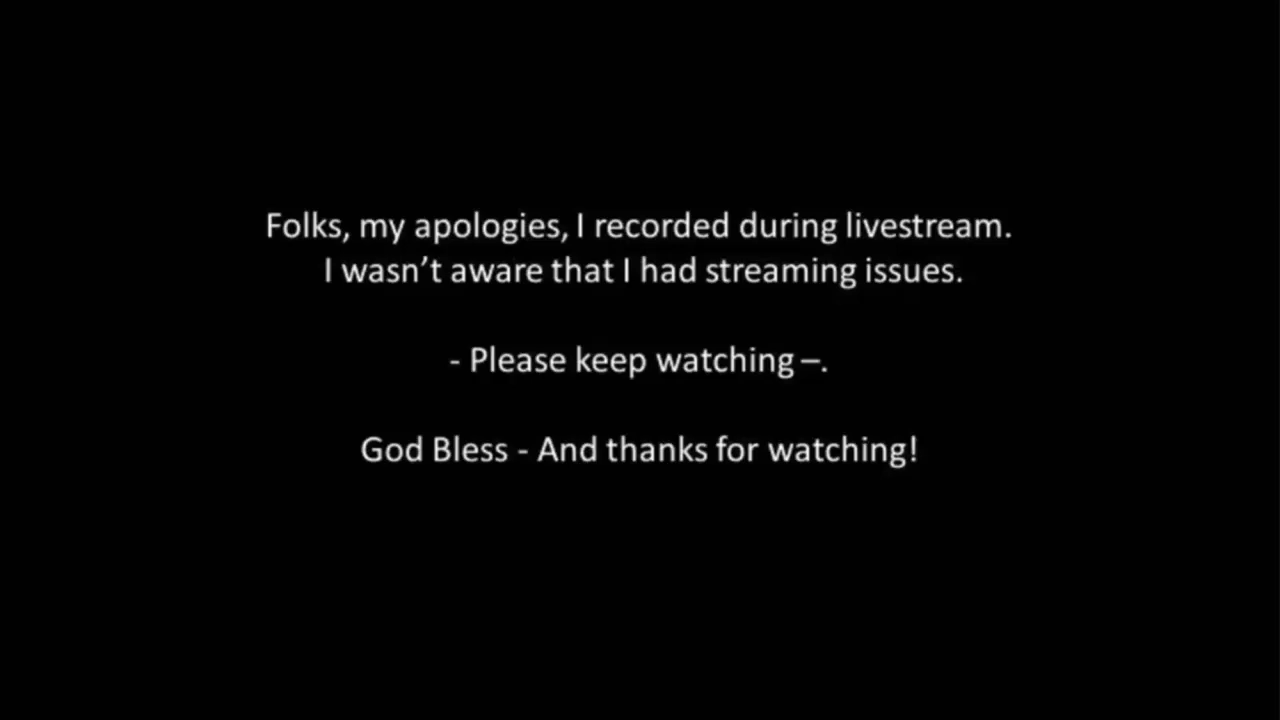 Folks, my apologies, I recorded during livestream.
I wasn’t aware that I had streaming issues.
- Please keep watching –.
God Bless - And thanks for watching!